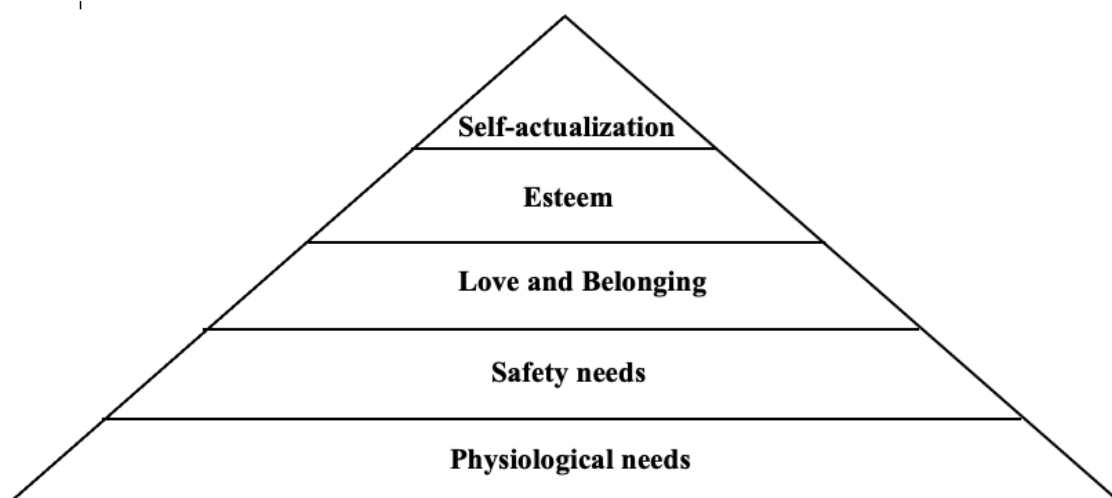 Self-actualization
Esteem
Love and Belonging
Safety needs
Physiological needs